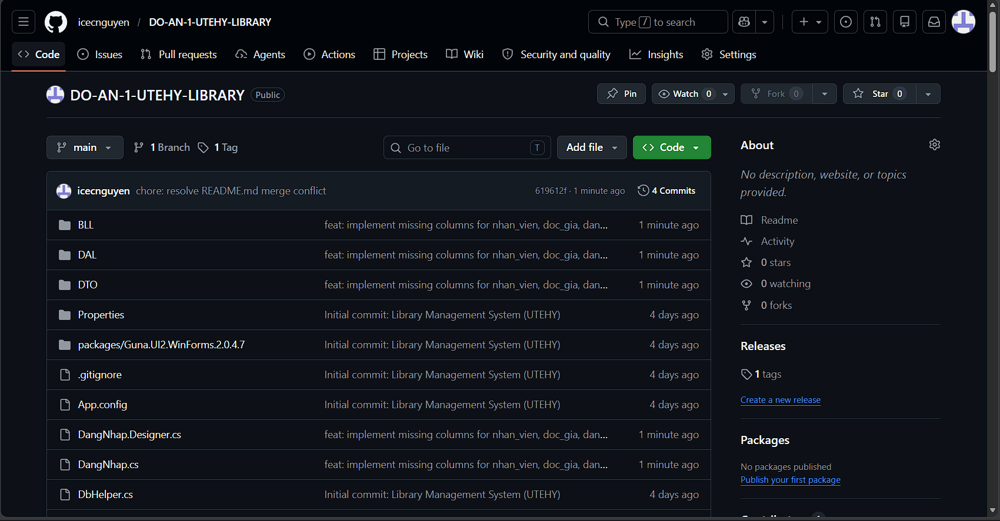 icecnguyen / DO-AN-1-UTEHY-LIBRARY
Type / to search
Code
Issues
Pull requests
Agents
Actions
Projects
Wiki
Security and quality
Insights
Settings
DO-AN-1-UTEHY-LIBRARY Public
Pin
Watch 0
Fork 0
Star 0
main
1 Branch
1 Tag
Go to file T
Add file
Code
icecnguyen chore: resolve README.md merge conflict 619612f · 1 minute ago 4 Commits
BLL feat: implement missing columns for nhan_vien, doc_gia, dan... 1 minute ago
DAL feat: implement missing columns for nhan_vien, doc_gia, dan... 1 minute ago
DTO feat: implement missing columns for nhan_vien, doc_gia, dan... 1 minute ago
Properties Initial commit: Library Management System (UTEHY) 4 days ago
packages/Guna.UI2.WinForms.2.0.4.7 Initial commit: Library Management System (UTEHY) 4 days ago
.gitignore Initial commit: Library Management System (UTEHY) 4 days ago
App.config Initial commit: Library Management System (UTEHY) 4 days ago
DangNhap.Designer.cs feat: implement missing columns for nhan_vien, doc_gia, dan... 1 minute ago
DangNhap.cs feat: implement missing columns for nhan_vien, doc_gia, dan... 1 minute ago
DbHelper.cs Initial commit: Library Management System (UTEHY) 4 days ago
About
No description, website, or topics
provided.
Readme
Activity
0 stars
0 watching
0 forks
Releases
1 tags
Create a new release
Packages
No packages published
Publish your first package